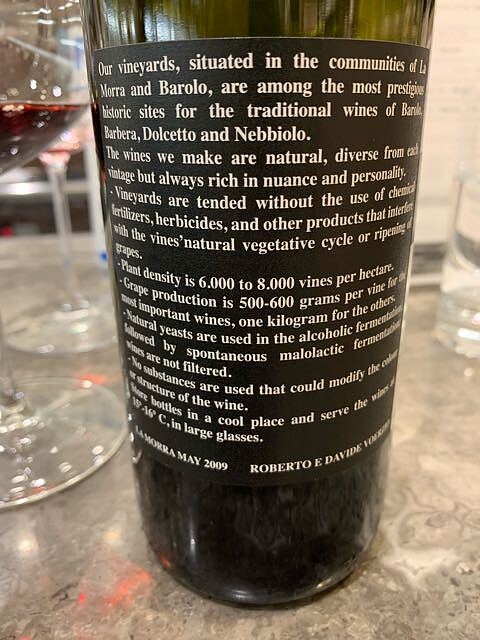 Our vineyards, situated in the communities of La
Morra and Barolo, are among the most prestigious
historic sites for the traditional wines of Barolo,
Barbera, Dolcetto and Nebbiolo.
The wines we make are natural, diverse from each
vintage but always rich in nuance and personality.
- Vineyards are tended without the use of chemical
fertilizers, herbicides, and other products that interfere
with the vines'natural vegetative cycle or ripening of
grapes.
- Plant density is 6.000 to 8.000 vines per hectare.
- Grape production is 500-600 grams per vine for the
most important wines, one kilogram for the others.
- Natural yeasts are used in the alcoholic fermentation
followed by spontaneous malolactic fermentation
wines are not filtered.
- No substances are used that could modify the colour
or structure of the wine.
Store bottles in a cool place and serve the wines at
15°-16° C, in large glasses.
LA MORRA MAY 2009 ROBERTO E DAVIDE